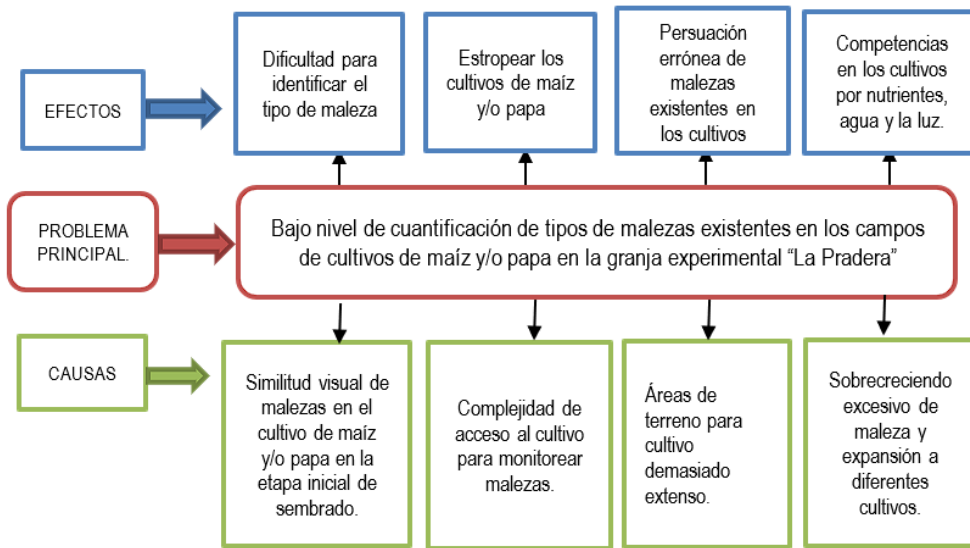 EFECTOS
Dificultad para
identificar el
tipo de maleza
Estropear los
cultivos de maíz
y/o papa
Persuación
errónea de
malezas
existentes en
los cultivos
Competencias
en los cultivos
por nutrientes,
agua y la luz.
PROBLEMA
PRINCIPAL.
Bajo nivel de cuantificación de tipos de malezas existentes en los campos
de cultivos de maíz y/o papa en la granja experimental “La Pradera”
CAUSAS
Similitud visual de
malezas en el
cultivo de maíz
y/o papa en la
etapa inicial de
sembrado.
Complejidad de
acceso al cultivo
para monitorear
malezas.
Áreas de
terreno para
cultivo
demasiado
extenso.
Sobrecreciendo
excesivo de
maleza y
expansión a
diferentes
cultivos.